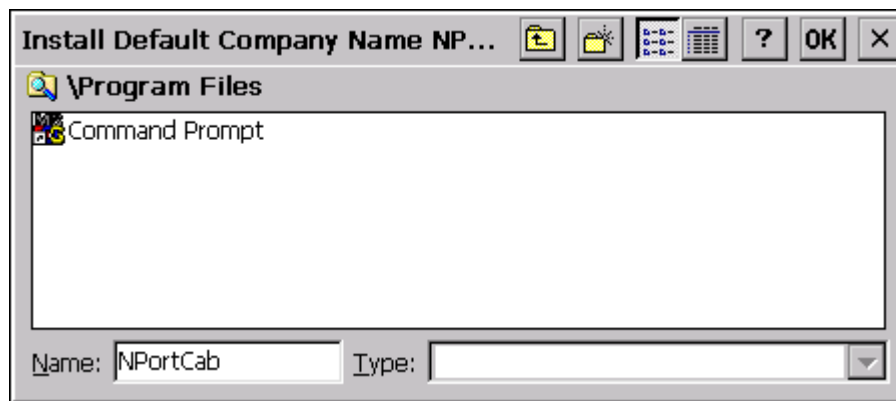 Install Default Company Name NP... ? OK ×
\Program Files
Command Prompt
Name: NPortCab Type: